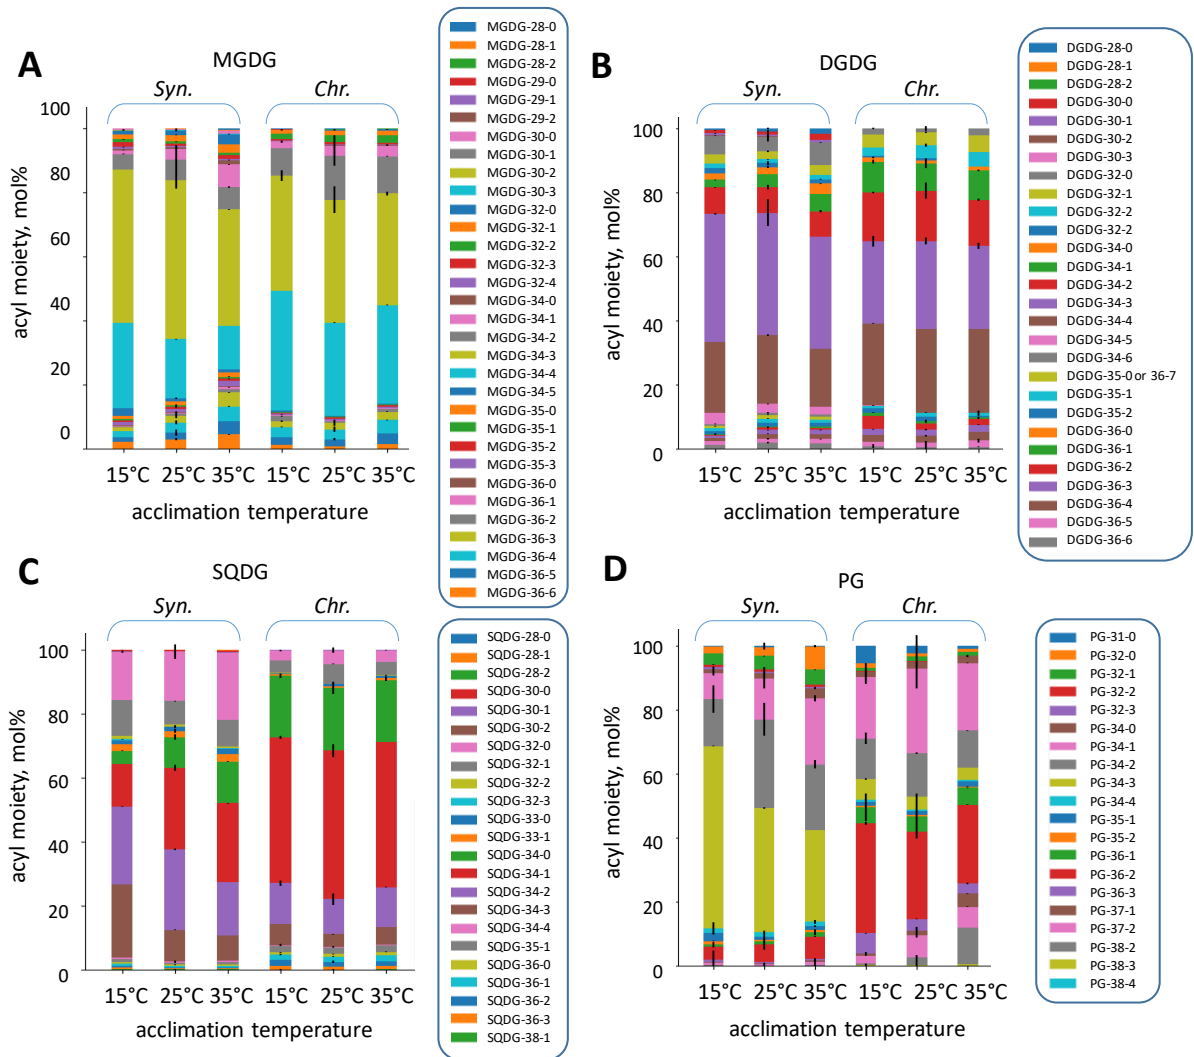 A
MGDG
Syn.
Chr.
acyl moiety, mol%
100
80
60
40
20
0
15°C
25°C
35°C
15°C
25°C
35°C
acclimation temperature
MGDG-28-0
MGDG-28-1
MGDG-28-2
MGDG-29-0
MGDG-29-1
MGDG-29-2
MGDG-30-0
MGDG-30-1
MGDG-30-2
MGDG-30-3
MGDG-32-0
MGDG-32-1
MGDG-32-2
MGDG-32-3
MGDG-32-4
MGDG-34-0
MGDG-34-1
MGDG-34-2
MGDG-34-3
MGDG-34-4
MGDG-34-5
MGDG-35-0
MGDG-35-1
MGDG-35-2
MGDG-35-3
MGDG-36-0
MGDG-36-1
MGDG-36-2
MGDG-36-3
MGDG-36-4
MGDG-36-5
MGDG-36-6
B
DGDG
Syn.
Chr.
acyl moiety, mol%
100
80
60
40
20
0
15°C
25°C
35°C
15°C
25°C
35°C
acclimation temperature
DGDG-28-0
DGDG-28-1
DGDG-28-2
DGDG-30-0
DGDG-30-1
DGDG-30-2
DGDG-30-3
DGDG-32-0
DGDG-32-1
DGDG-32-2
DGDG-32-2
DGDG-34-0
DGDG-34-1
DGDG-34-2
DGDG-34-3
DGDG-34-4
DGDG-34-5
DGDG-34-6
DGDG-35-0 or 36-7
DGDG-35-1
DGDG-35-2
DGDG-36-0
DGDG-36-1
DGDG-36-2
DGDG-36-3
DGDG-36-4
DGDG-36-5
DGDG-36-6
C
SQDG
Syn.
Chr.
acyl moiety, mol%
100
80
60
40
20
0
15°C
25°C
35°C
15°C
25°C
35°C
acclimation temperature
SQDG-28-0
SQDG-28-1
SQDG-28-2
SQDG-30-0
SQDG-30-1
SQDG-30-2
SQDG-32-0
SQDG-32-1
SQDG-32-2
SQDG-32-3
SQDG-33-0
SQDG-33-1
SQDG-34-0
SQDG-34-1
SQDG-34-2
SQDG-34-3
SQDG-34-4
SQDG-35-1
SQDG-36-0
SQDG-36-1
SQDG-36-2
SQDG-36-3
SQDG-38-1
D
PG
Syn.
Chr.
acyl moiety, mol%
100
80
60
40
20
0
15°C
25°C
35°C
15°C
25°C
35°C
acclimation temperature
PG-31-0
PG-32-0
PG-32-1
PG-32-2
PG-32-3
PG-34-0
PG-34-1
PG-34-2
PG-34-3
PG-34-4
PG-35-1
PG-35-2
PG-36-1
PG-36-2
PG-36-3
PG-37-1
PG-37-2
PG-38-2
PG-38-3
PG-38-4